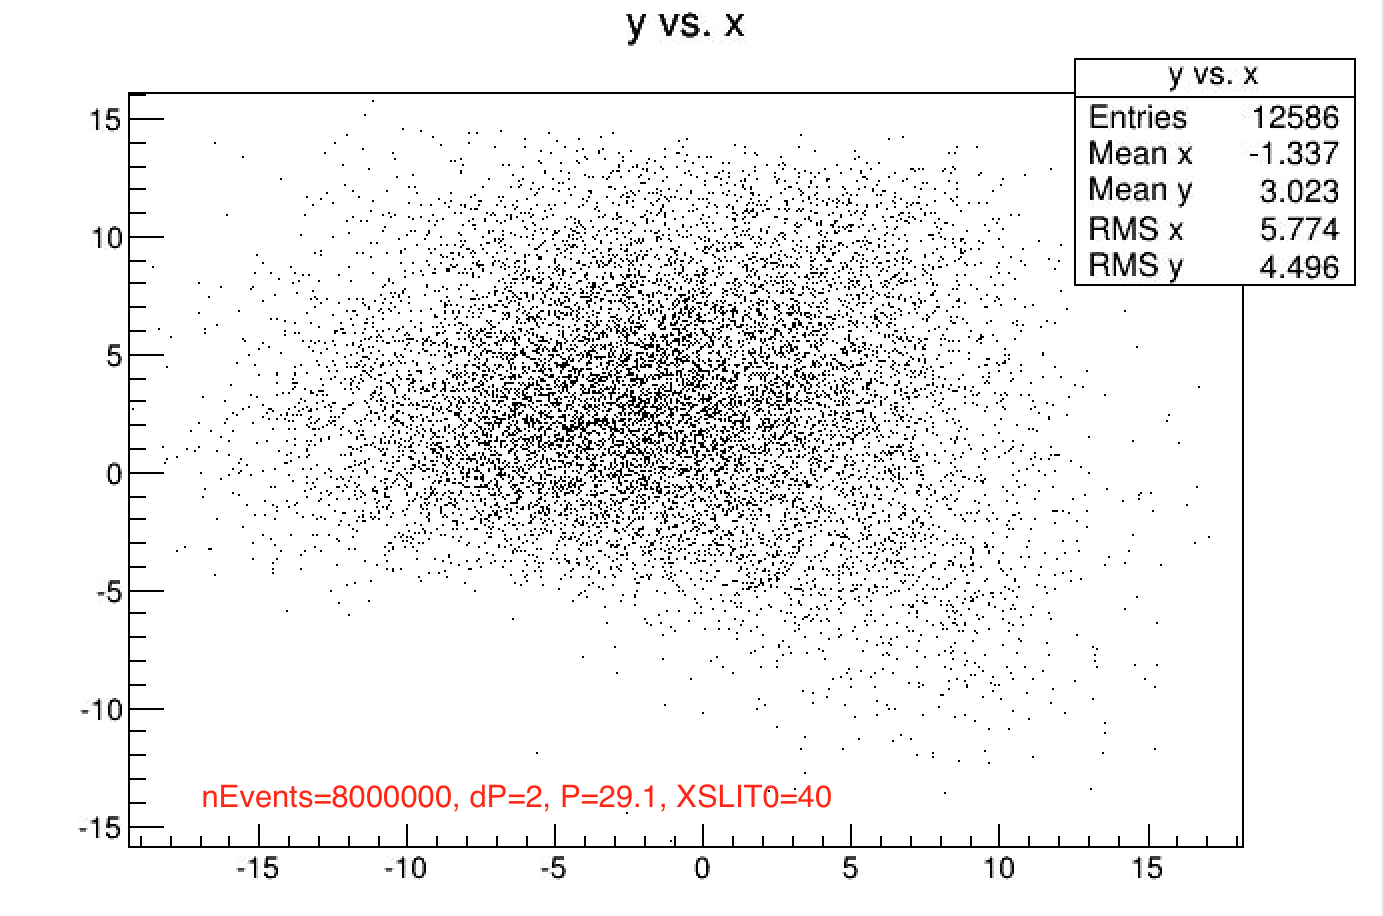 y vs. x
y vs. x
Entries 12586
Mean x -1.337
Mean y 3.023
RMS x 5.774
RMS y 4.496
15
10
5
0
-5
-10
-15
nEvents=8000000, dP=2, P=29.1, XSLIT0=40
-15 -10 -5 0 5 10 15